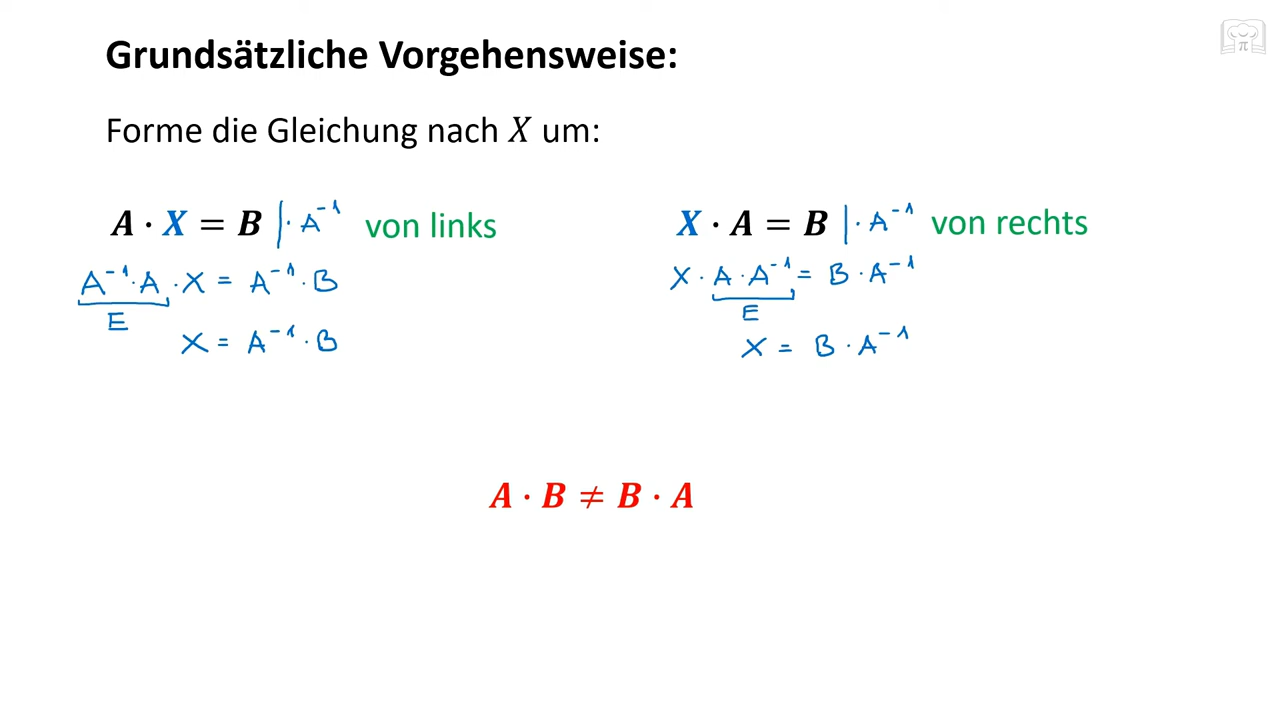 Grundsätzliche Vorgehensweise:
Forme die Gleichung nach X um:
A · X = B | · A⁻¹ von links
A⁻¹ · A · X = A⁻¹ · B
E
X = A⁻¹ · B
X · A = B | · A⁻¹ von rechts
X · A · A⁻¹ = B · A⁻¹
E
X = B · A⁻¹
A · B ≠ B · A
π